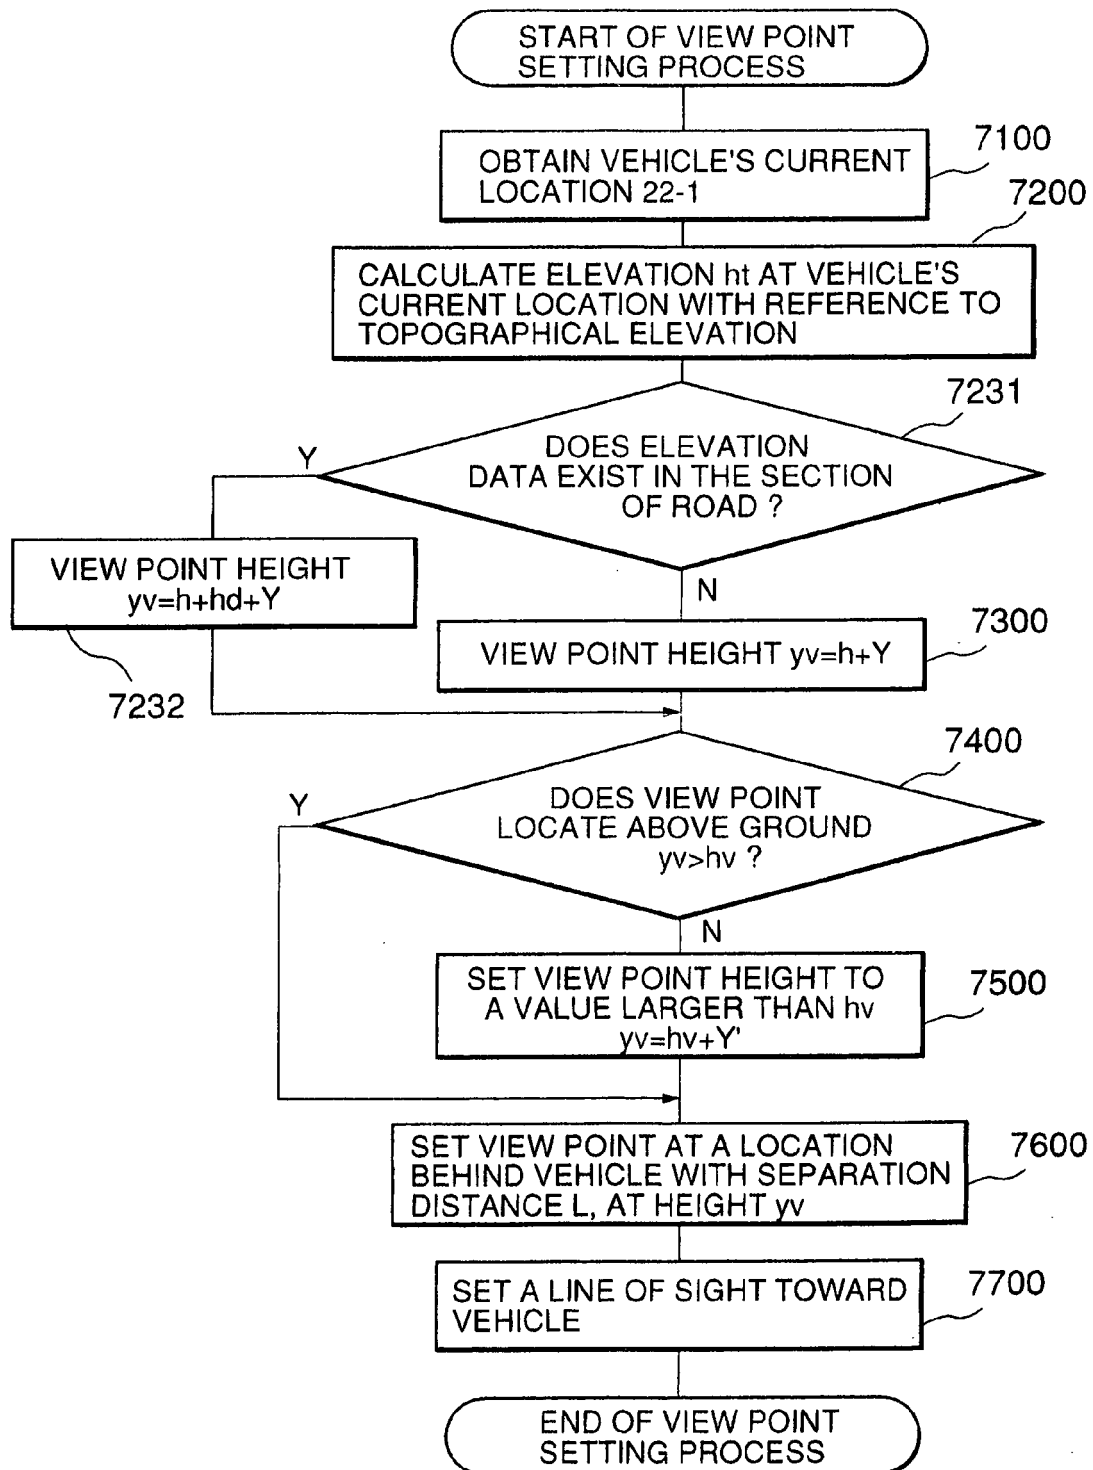 START OF VIEW POINT
SETTING PROCESS
7100
OBTAIN VEHICLE'S CURRENT
LOCATION 22-1
7200
CALCULATE ELEVATION ht AT VEHICLE'S
CURRENT LOCATION WITH REFERENCE TO
TOPOGRAPHICAL ELEVATION
7231
Y
DOES ELEVATION
DATA EXIST IN THE SECTION
OF ROAD ?
VIEW POINT HEIGHT
yv=h+hd+Y
N
7300
VIEW POINT HEIGHT yv=h+Y
7232
7400
Y
DOES VIEW POINT
LOCATE ABOVE GROUND
yv>hv ?
N
7500
SET VIEW POINT HEIGHT TO
A VALUE LARGER THAN hv
yv=hv+Y'
7600
SET VIEW POINT AT A LOCATION
BEHIND VEHICLE WITH SEPARATION
DISTANCE L, AT HEIGHT yv
7700
SET A LINE OF SIGHT TOWARD
VEHICLE
END OF VIEW POINT
SETTING PROCESS